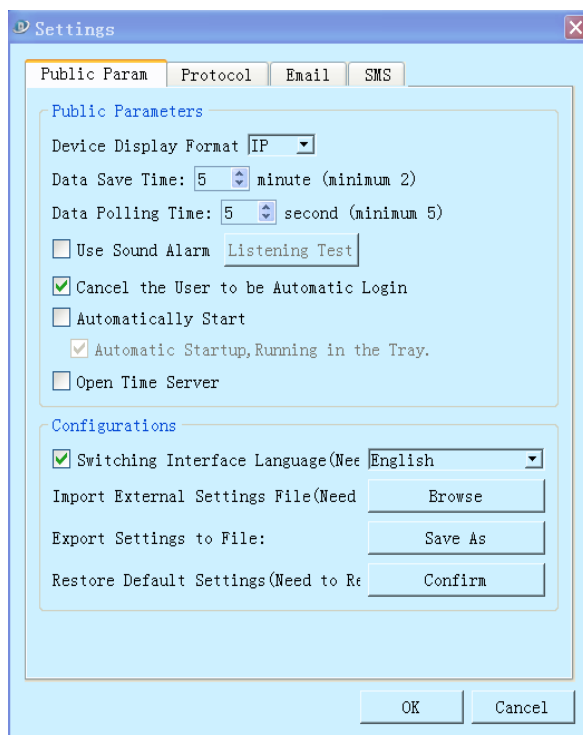 Settings
Public Param Protocol Email SMS
Public Parameters
Device Display Format IP
Data Save Time: 5 minute (minimum 2)
Data Polling Time: 5 second (minimum 5)
Use Sound Alarm Listening Test
Cancel the User to be Automatic Login
Automatically Start
Automatic Startup,Running in the Tray.
Open Time Server
Configurations
Switching Interface Language(Nee English
Import External Settings File(Need Browse
Export Settings to File: Save As
Restore Default Settings(Need to Re Confirm
OK Cancel